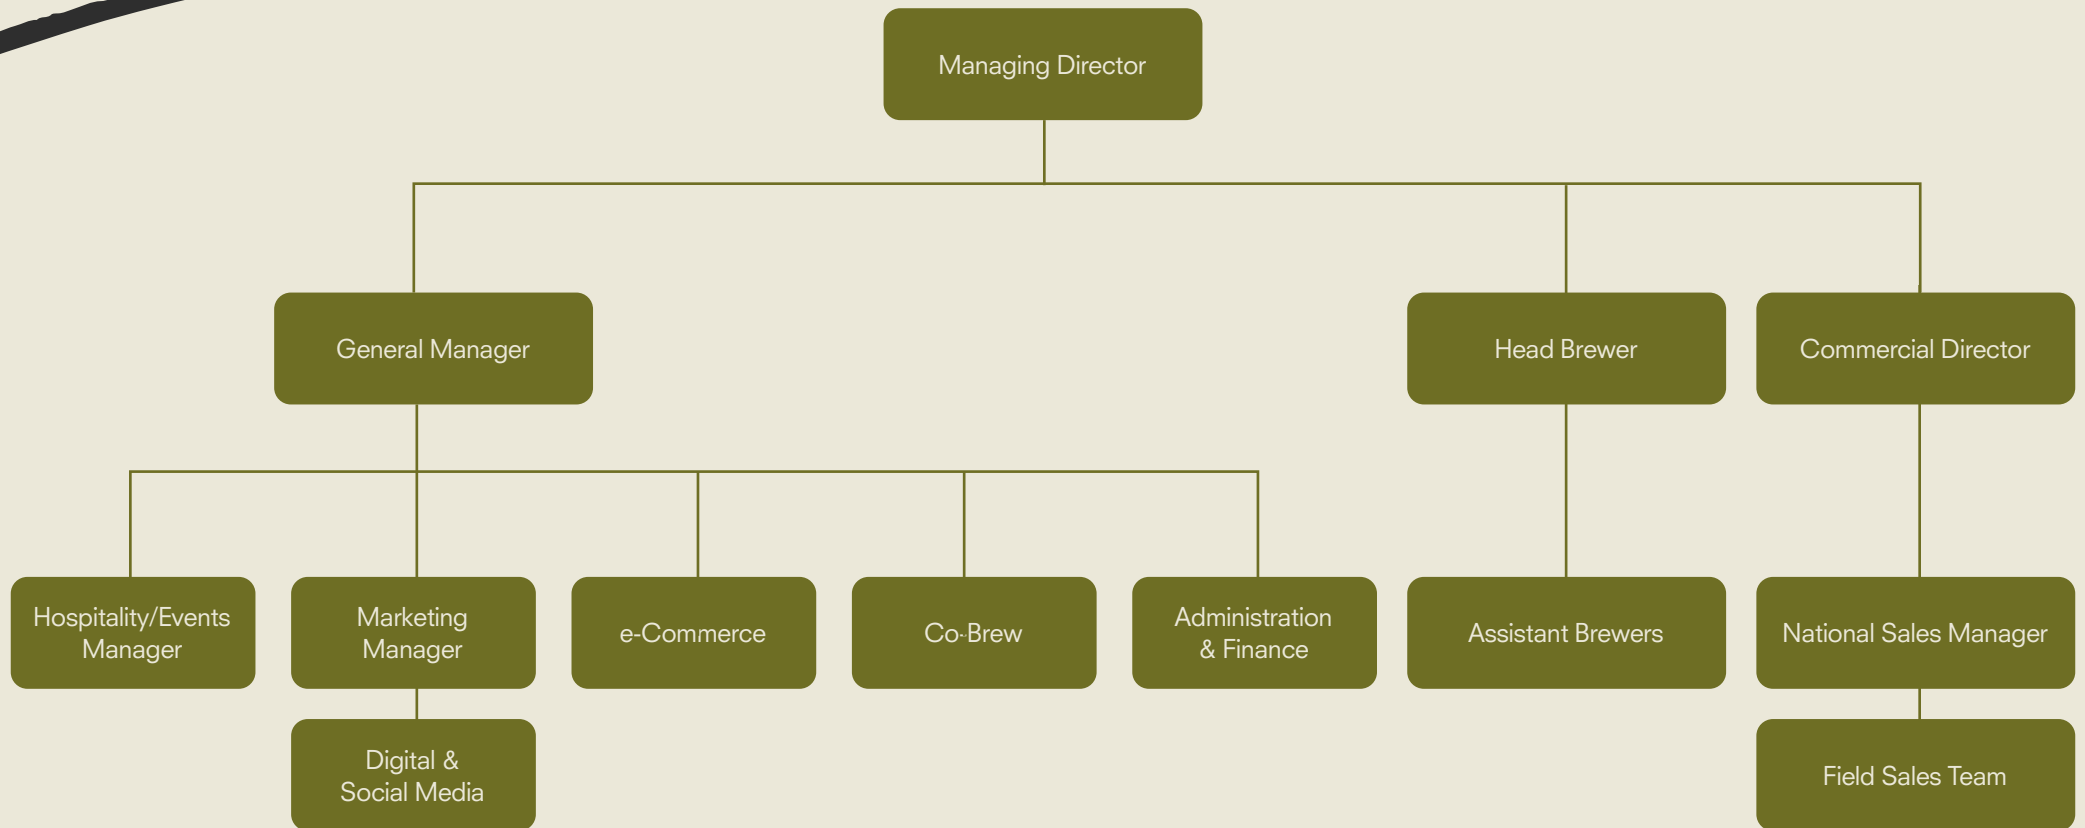 Managing Director
General Manager
Head Brewer
Commercial Director
Hospitality/Events
Manager
Marketing
Manager
e-Commerce
Co-Brew
Administration
& Finance
Assistant Brewers
National Sales Manager
Digital &
Social Media
Field Sales Team